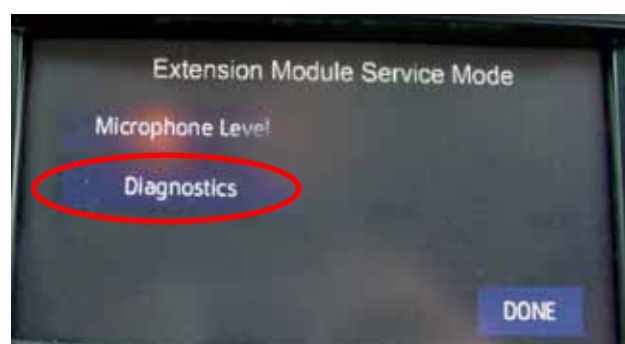 Extension Module Service Mode
Microphone Level
Diagnostics
DONE